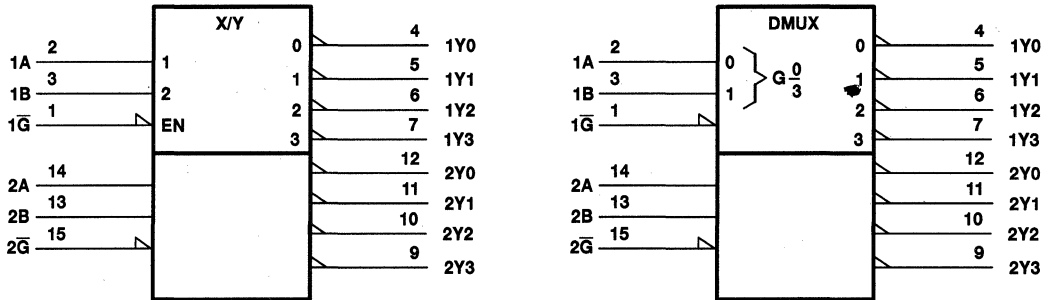 X/Y
1A 2 1
1B 3 2
1G̅ 1 EN
0 4 1Y0
1 5 1Y1
2 6 1Y2
3 7 1Y3
2A 14
2B 13
2G̅ 15
12 2Y0
11 2Y1
10 2Y2
9 2Y3
DMUX
1A 2 0
1B 3 1
1G̅ 1
G 0/3
0 4 1Y0
1 5 1Y1
2 6 1Y2
3 7 1Y3
2A 14
2B 13
2G̅ 15
12 2Y0
11 2Y1
10 2Y2
9 2Y3